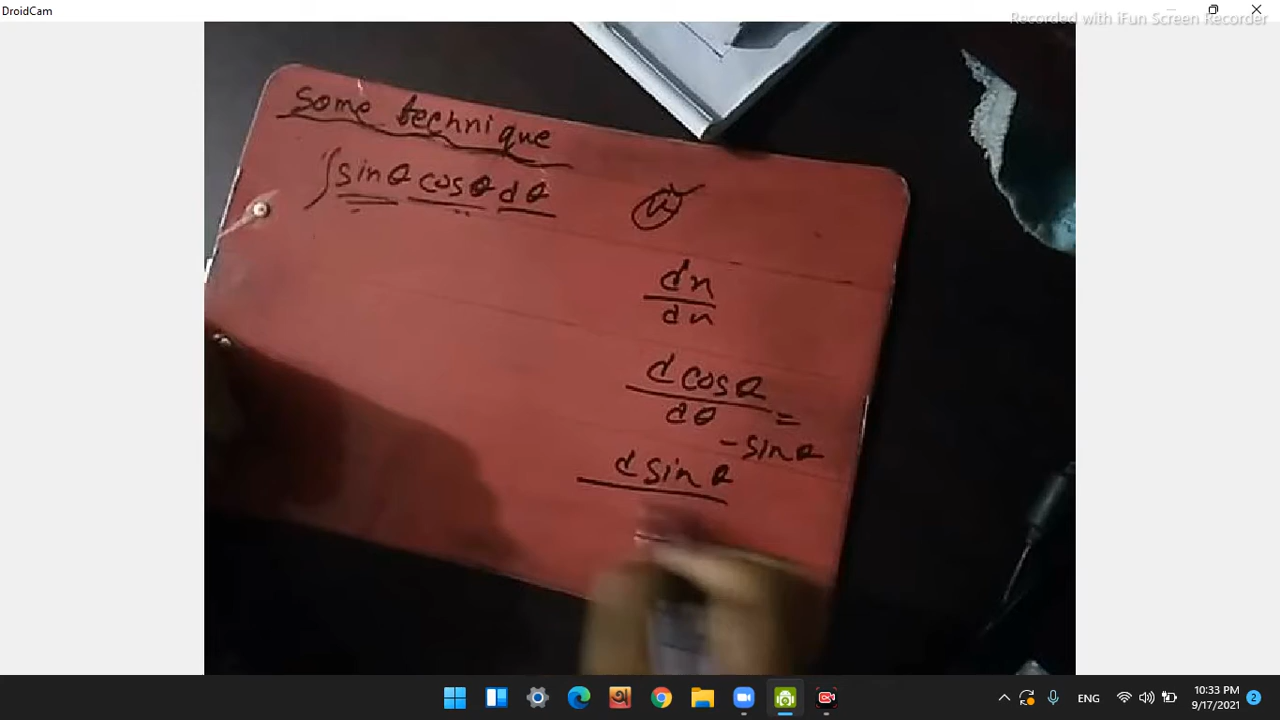 DroidCam
Recorded with iFun Screen Recorder
Some technique
∫ sinθ cosθ dθ
dx
dx
d cosθ
dθ =
- sinθ
d sinθ
ENG
10:33 PM
9/17/2021
2